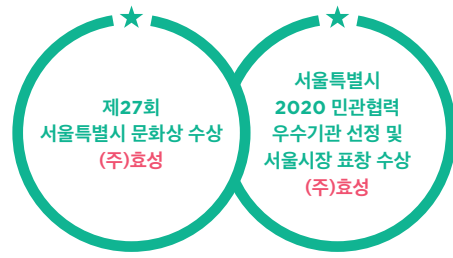 제27회
서울특별시 문화상 수상
(주)효성
서울특별시
2020 민관협력
우수기관 선정 및
서울시장 표창 수상
(주)효성